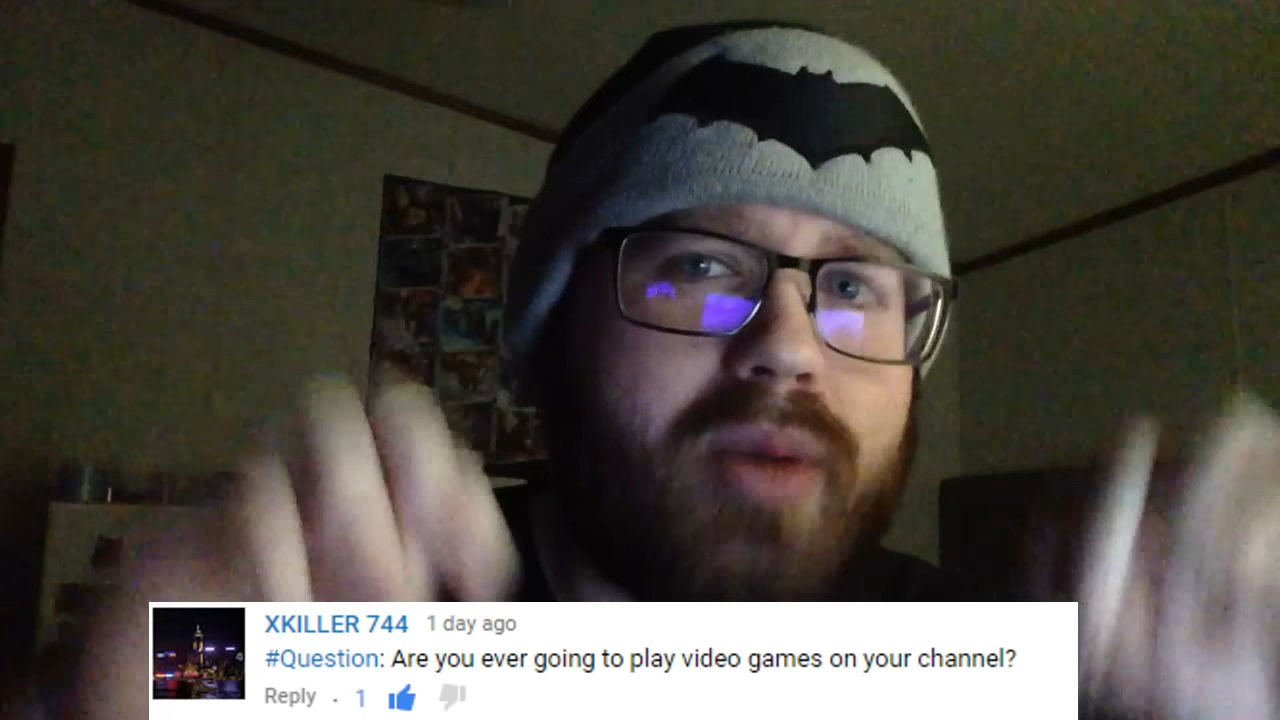 XKILLER 744 1 day ago
#Question: Are you ever going to play video games on your channel?
Reply . 1